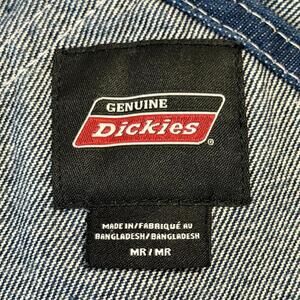 GENUINE
Dickies®
MADE IN/FABRIQUÉ AU
BANGLADESH/BANGLADESH
MR/MR